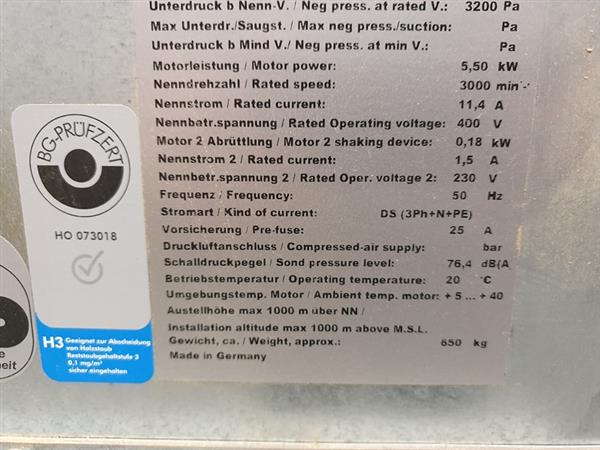 Unterdruck b Nenn-V. / Neg press. at rated V.: 3200 Pa
Max Unterdr./Saugst. / Max neg press./suction: Pa
Unterdruck b Mind V./ Neg press. at min V.: Pa
Motorleistung / Motor power: 5,50 kW
Nenndrehzahl / Rated speed: 3000 min-¹
Nennstrom / Rated current: 11,4 A
Nennbetr.spannung / Rated Operating voltage: 400 V
Motor 2 Abrüttlung / Motor 2 shaking device: 0,18 kW
Nennstrom 2 / Rated current: 1,5 A
Nennbetr.spannung 2 / Rated Oper. voltage 2: 230 V
Frequenz / Frequency: 50 Hz
Stromart / Kind of current: DS (3Ph+N+PE)
Vorsicherung / Pre-fuse: 25 A
Druckluftanschluss / Compressed-air supply: bar
Schalldruckpegel / Sond pressure level: 76,4 dB(A
Betriebstemperatur / Operating temperature: 20 °C
Umgebungstemp. Motor / Ambient temp. motor: + 5 ... + 40
Austellhöhe max 1000 m über NN /
Installation altitude max 1000 m above M.S.L.
Gewicht, ca. / Weight, approx.: 650 kg
Made in Germany
BG-PRÜFZERT
HO 073018
H3 Geeignet zur Abscheidung
von Holzstaub
Reststaubgehaltstufe 3
0,1 mg/m³
sicher eingehalten
e
eit